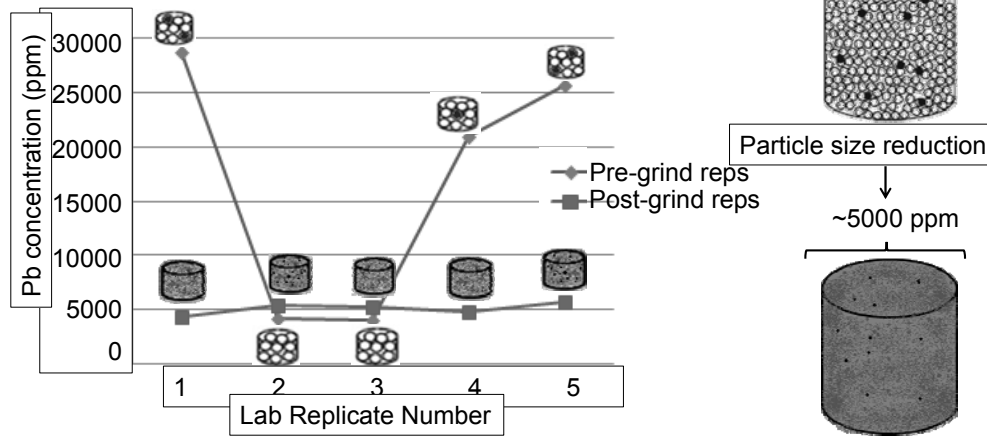 Pb concentration (ppm)
30000
25000
20000
15000
10000
5000
0
1 2 3 4 5
Lab Replicate Number
Pre-grind reps
Post-grind reps
Particle size reduction
~5000 ppm